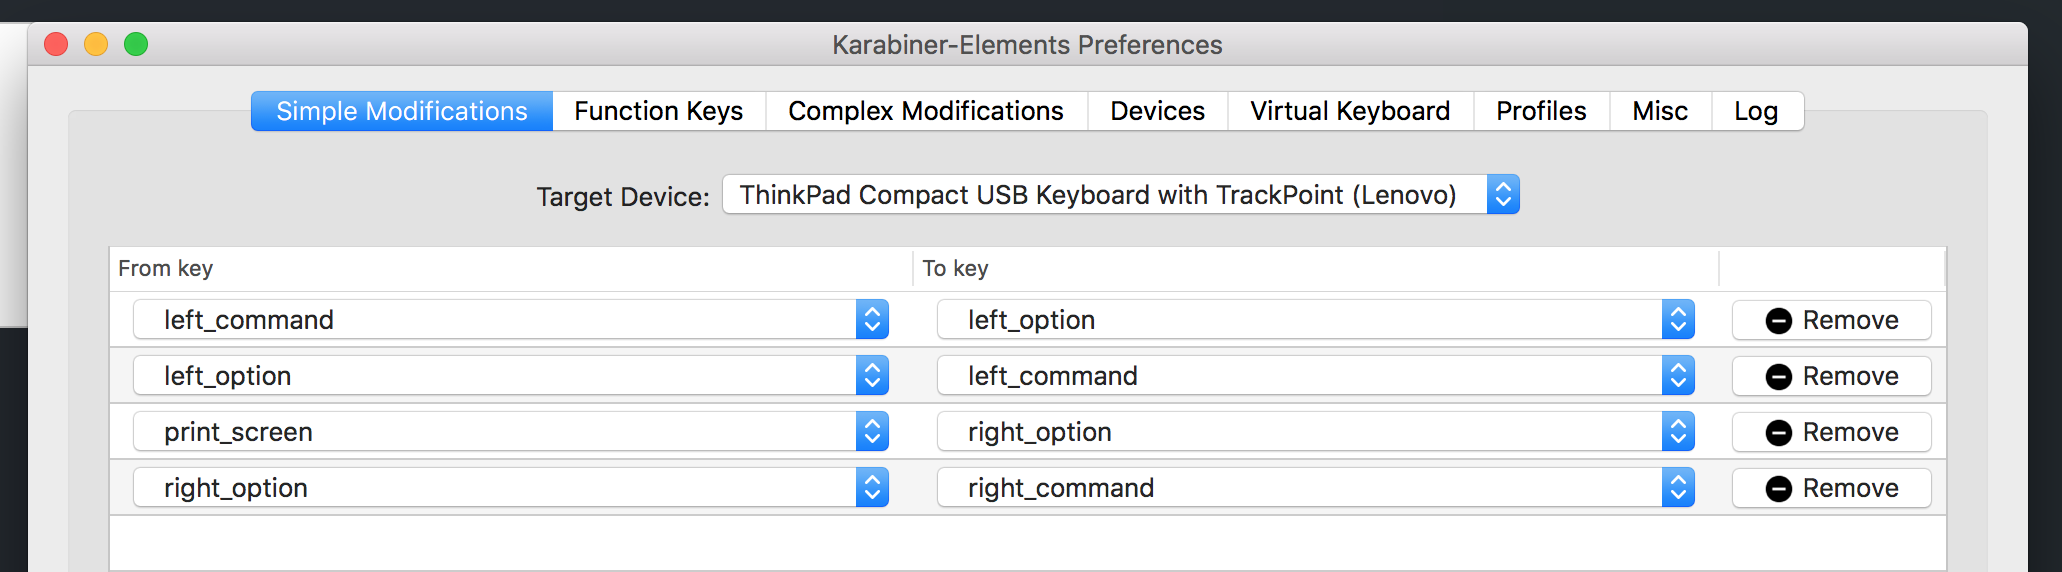 Karabiner-Elements Preferences
Simple Modifications Function Keys Complex Modifications Devices Virtual Keyboard Profiles Misc Log
Target Device: ThinkPad Compact USB Keyboard with TrackPoint (Lenovo)
From key To key
left_command left_option Remove
left_option left_command Remove
print_screen right_option Remove
right_option right_command Remove